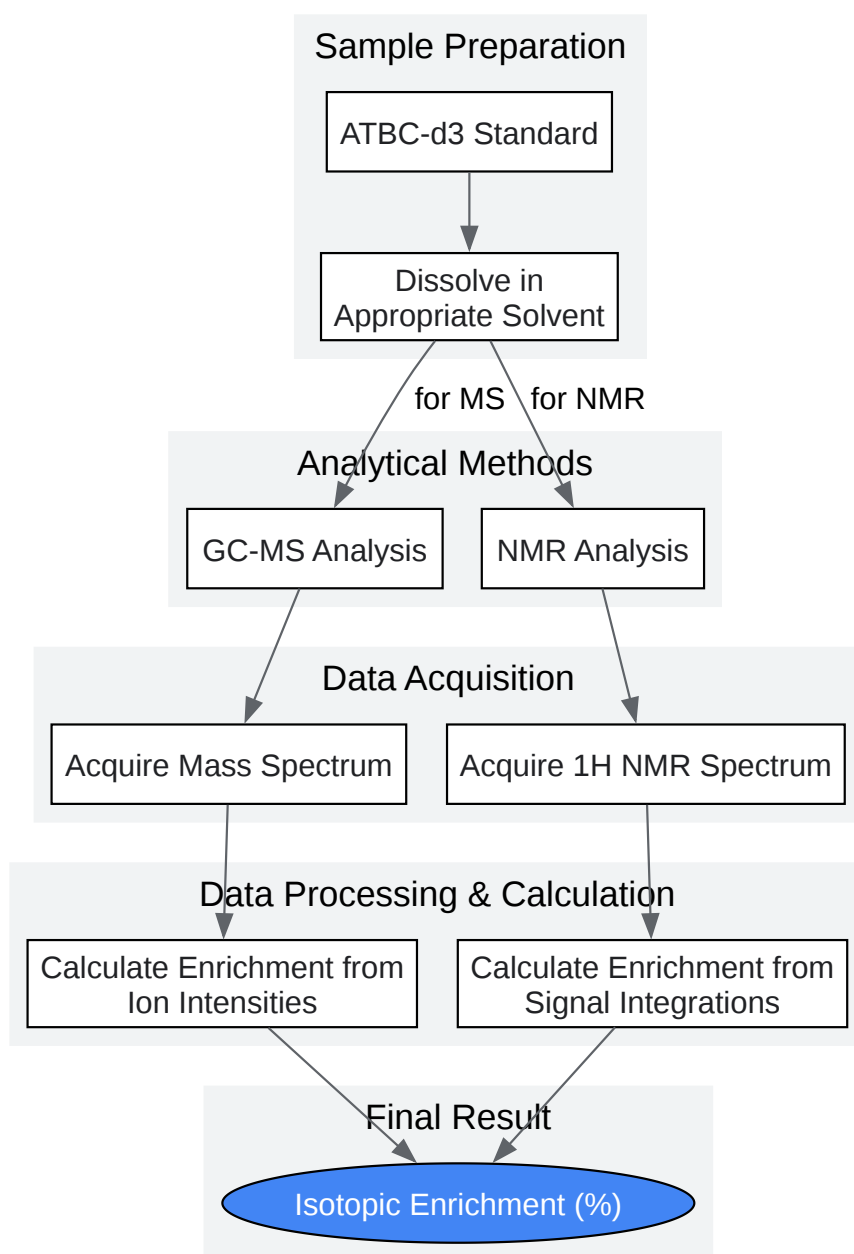 Sample Preparation
ATBC-d3 Standard
Dissolve in
Appropriate Solvent
for MS
for NMR
Analytical Methods
GC-MS Analysis
NMR Analysis
Data Acquisition
Acquire Mass Spectrum
Acquire 1H NMR Spectrum
Data Processing & Calculation
Calculate Enrichment from
Ion Intensities
Calculate Enrichment from
Signal Integrations
Final Result
Isotopic Enrichment (%)